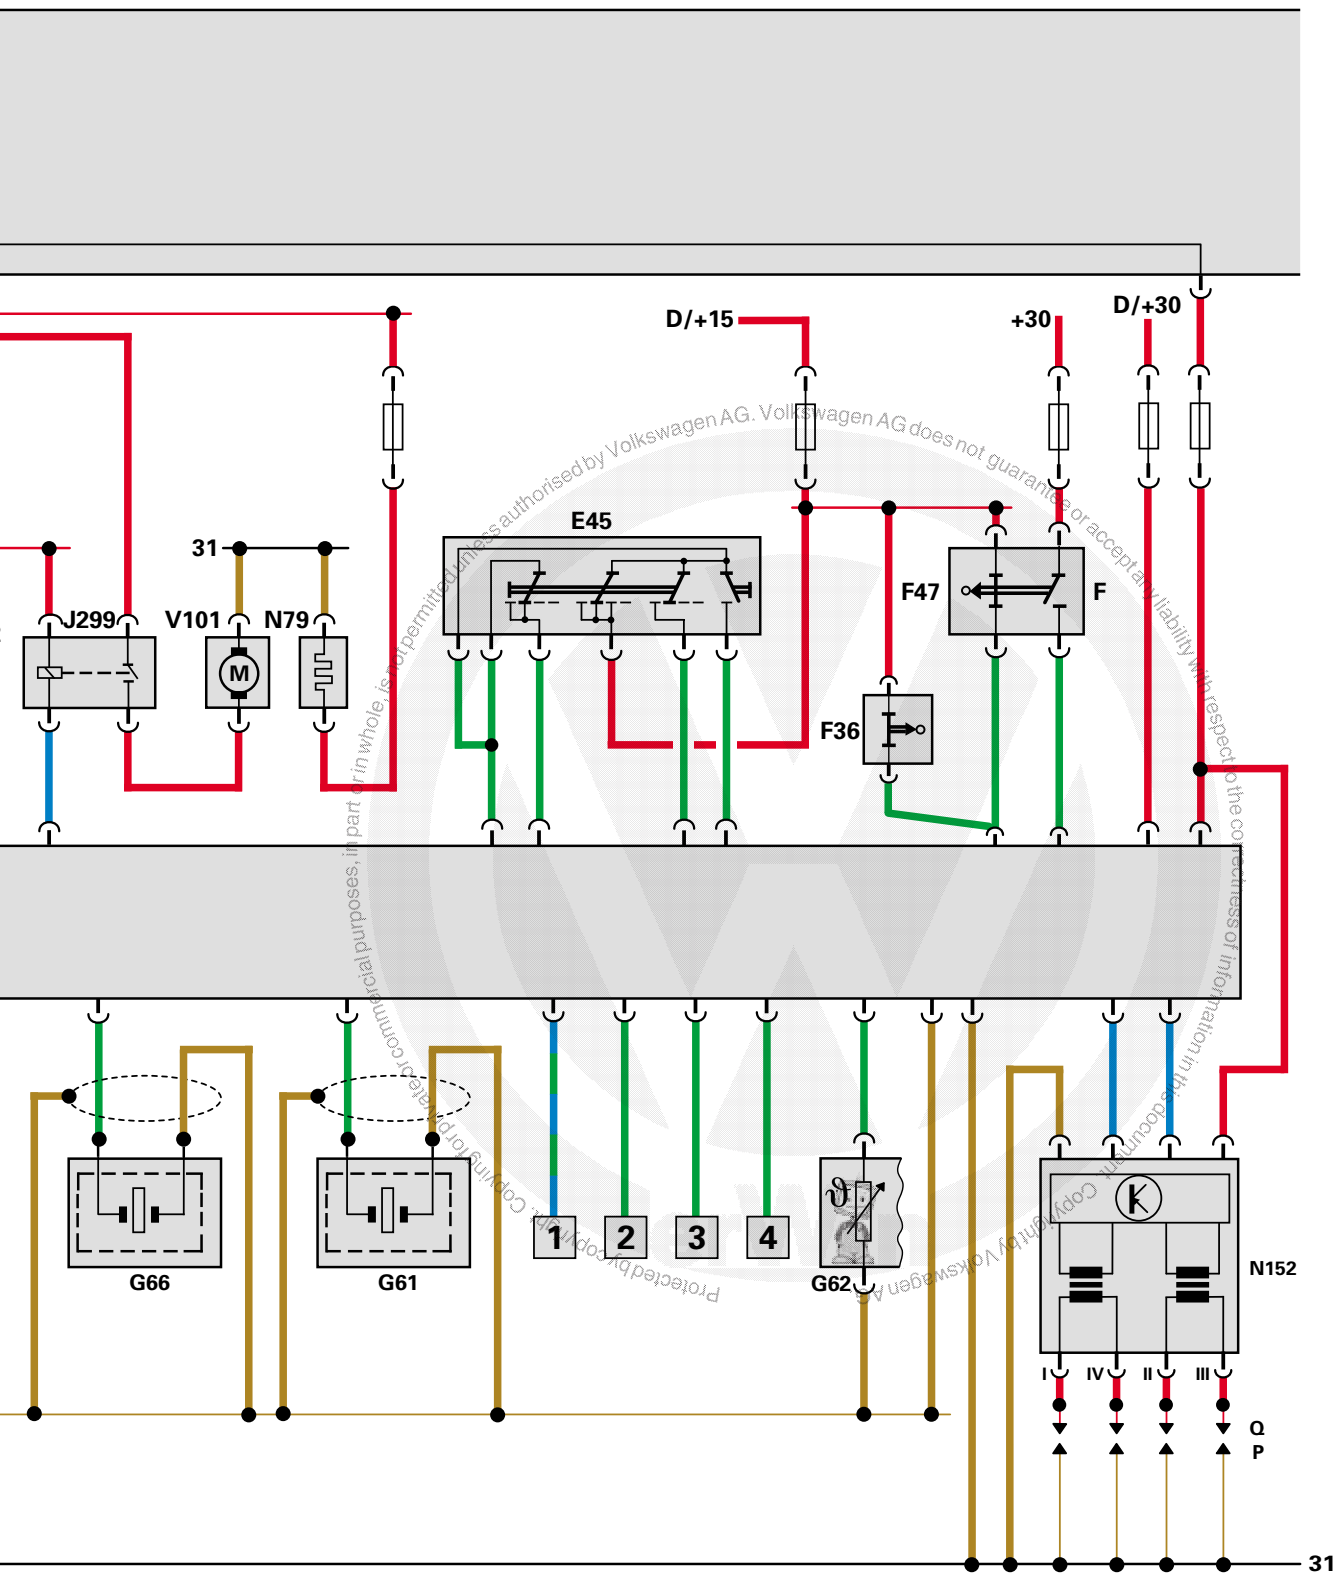 D/+15
+30
D/+30
E45
31
J299
V101
N79
M
F47
F
F36
Protected by copyright. Copying for private or commercial purposes, in part or in whole, is not permitted unless authorised by Volkswagen AG. Volkswagen AG does not guarantee or accept any liability with respect to the correctness of information in this document. Copyright by Volkswagen AG.
ϑ
erWin
1
2
3
4
G66
G61
G62
N152
I
IV
II
III
Q
P
31